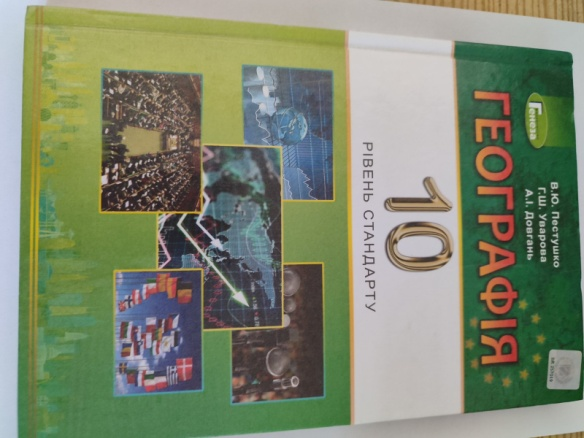 Генеза
В.Ю. Пестушко
Г.Ш. Уварова
А.І. Довгань
ГЕОГРАФІЯ
10
РІВЕНЬ СТАНДАРТУ